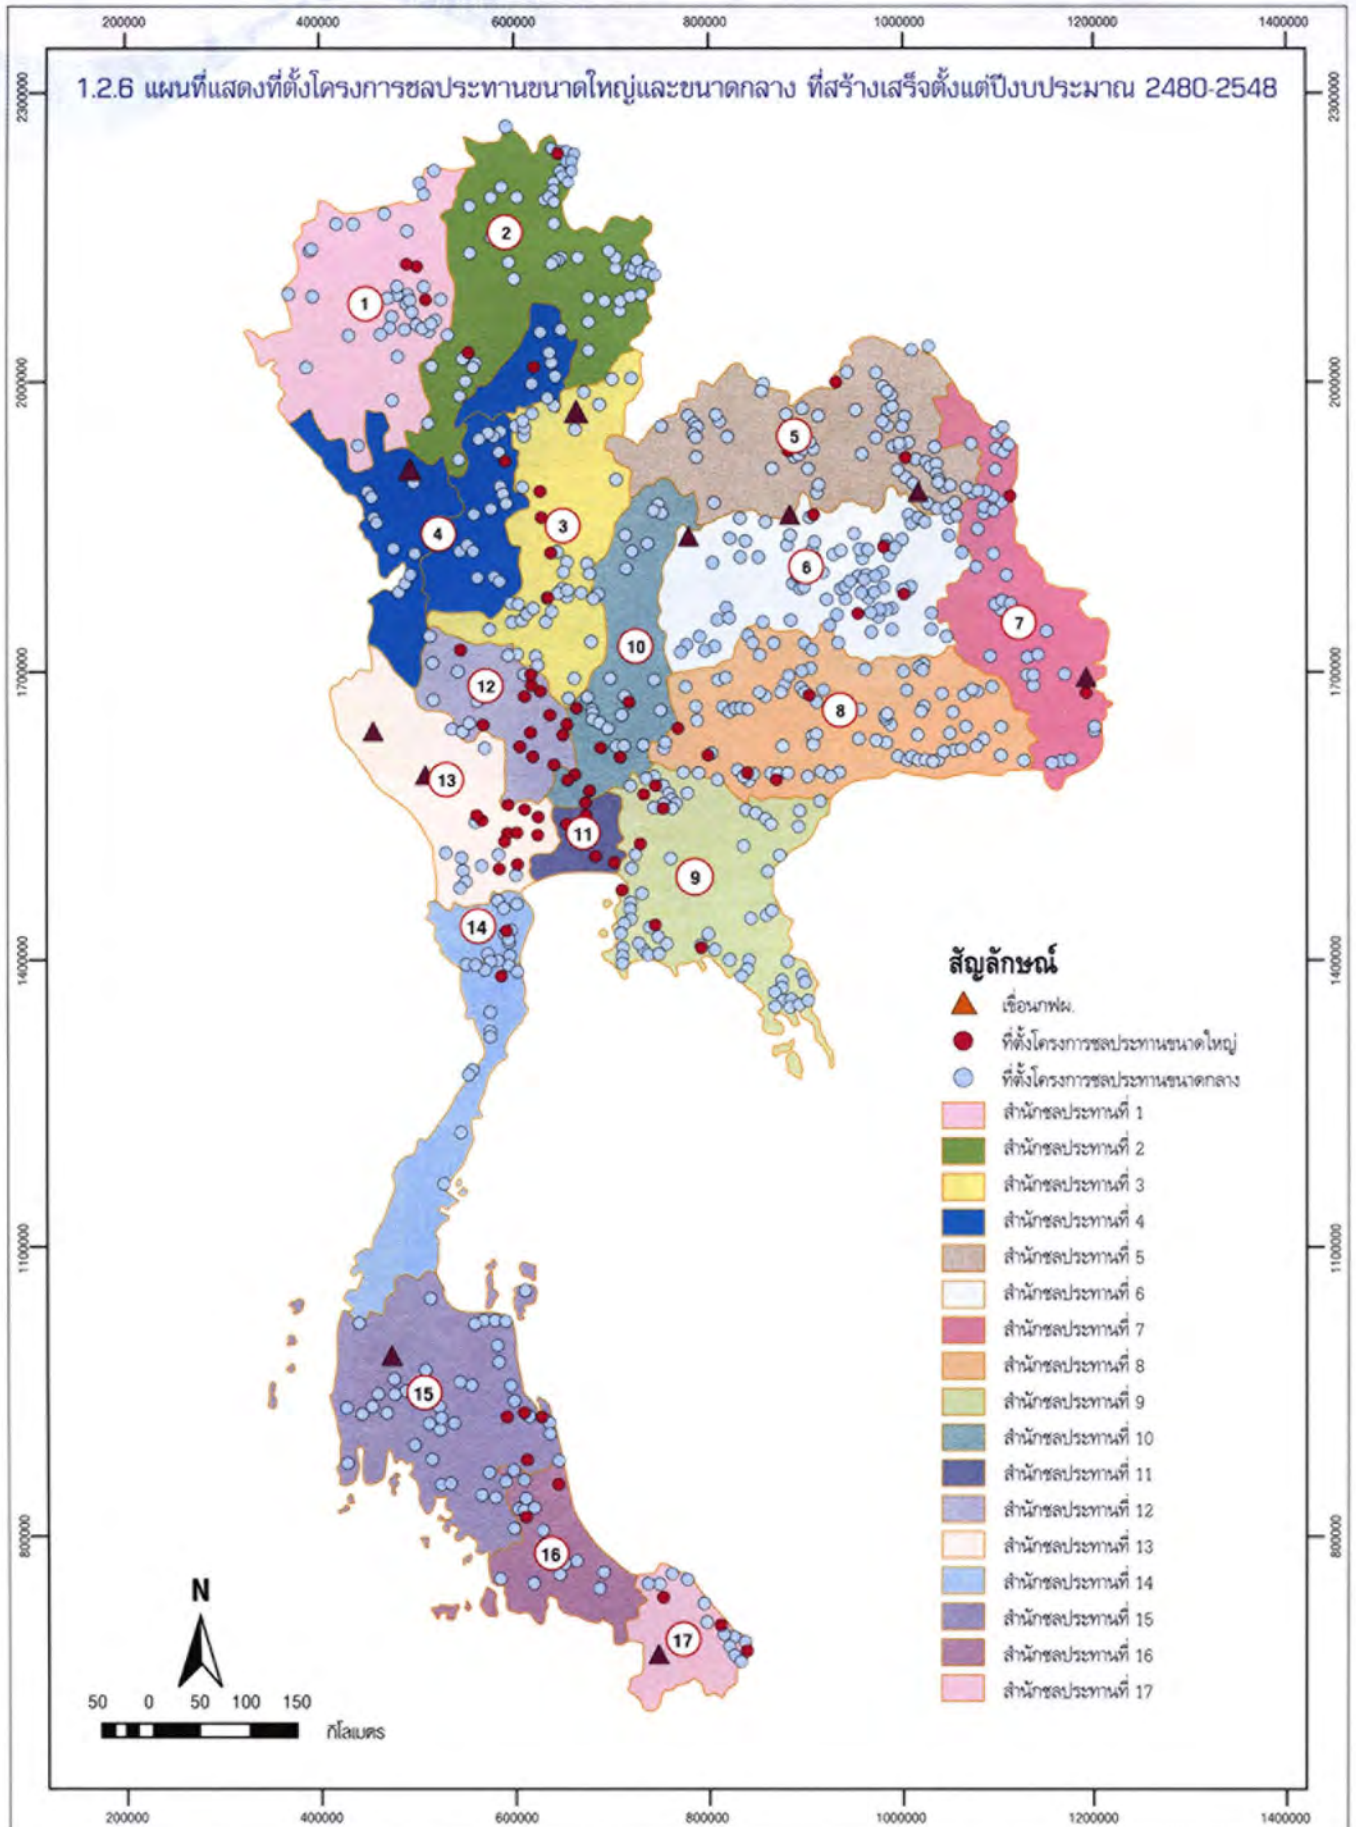 200000 400000 600000 800000 1000000 1200000 1400000
1.2.6 แผนที่แสดงที่ตั้งโครงการชลประทานขนาดใหญ่และขนาดกลาง ที่สร้างเสร็จตั้งแต่ปีงบประมาณ 2480-2548
2300000 2300000
2
1
2000000 2000000
5
3
4
6
7
10
1700000 1700000
12
8
13
11
9
14
1400000 1400000
สัญลักษณ์
เขื่อนกฟผ.
ที่ตั้งโครงการชลประทานขนาดใหญ่
ที่ตั้งโครงการชลประทานขนาดกลาง
สำนักชลประทานที่ 1
สำนักชลประทานที่ 2
สำนักชลประทานที่ 3
สำนักชลประทานที่ 4
สำนักชลประทานที่ 5
สำนักชลประทานที่ 6
สำนักชลประทานที่ 7
สำนักชลประทานที่ 8
สำนักชลประทานที่ 9
สำนักชลประทานที่ 10
สำนักชลประทานที่ 11
สำนักชลประทานที่ 12
สำนักชลประทานที่ 13
สำนักชลประทานที่ 14
สำนักชลประทานที่ 15
สำนักชลประทานที่ 16
สำนักชลประทานที่ 17
1100000 1100000
15
800000 800000
16
17
N
50 0 50 100 150
กิโลเมตร
200000 400000 600000 800000 1000000 1200000 1400000